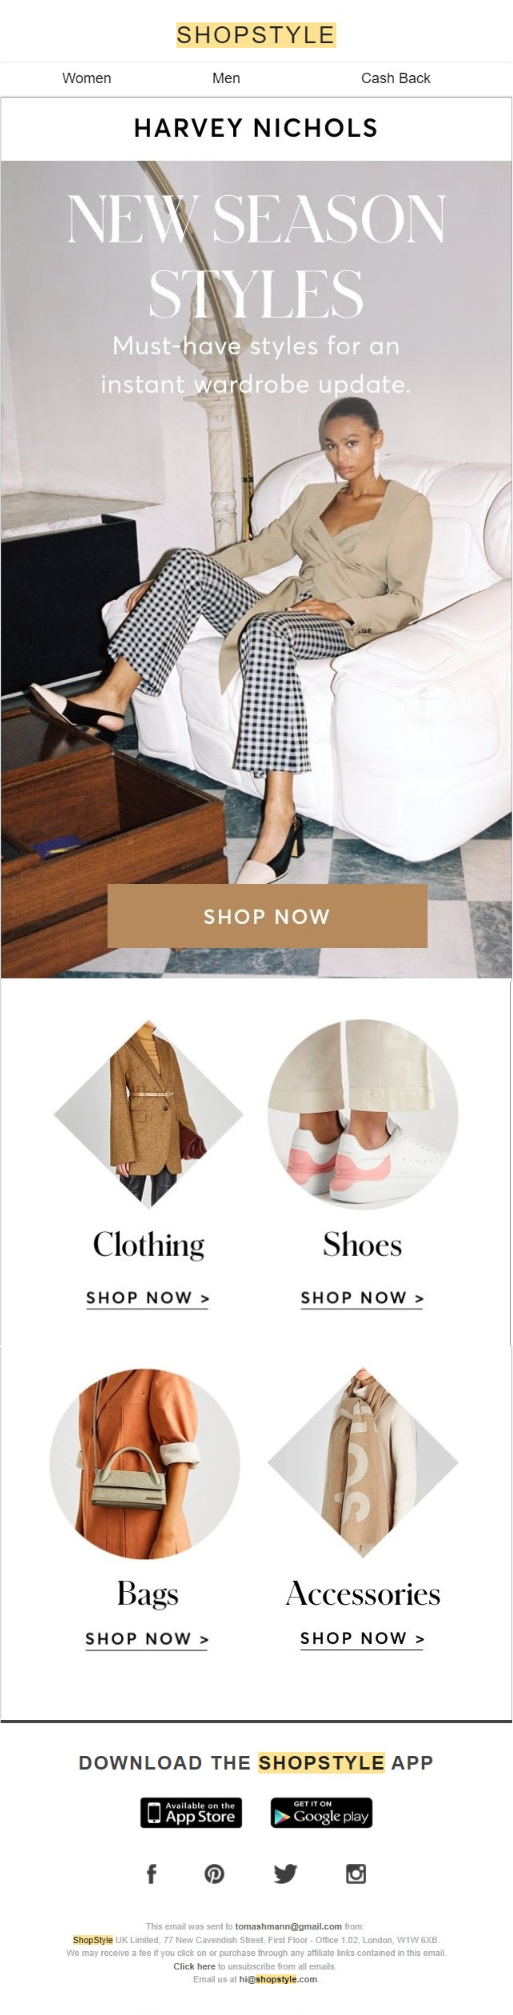 SHOPSTYLE
Women Men Cash Back
HARVEY NICHOLS
NEW SEASON
STYLES
Must-have styles for an
instant wardrobe update.
SHOP NOW
Clothing Shoes
SHOP NOW > SHOP NOW >
Bags Accessories
SHOP NOW > SHOP NOW >
DOWNLOAD THE SHOPSTYLE APP
Available on the
App Store
GET IT ON
Google play
This email was sent to tomashmann@gmail.com from:
ShopStyle UK Limited, 77 New Cavendish Street, First Floor - Office 1.02, London, W1W 6XB.
We may receive a fee if you click on or purchase through any affiliate links contained in this email.
Click here to unsubscribe from all emails.
Email us at hi@shopstyle.com.